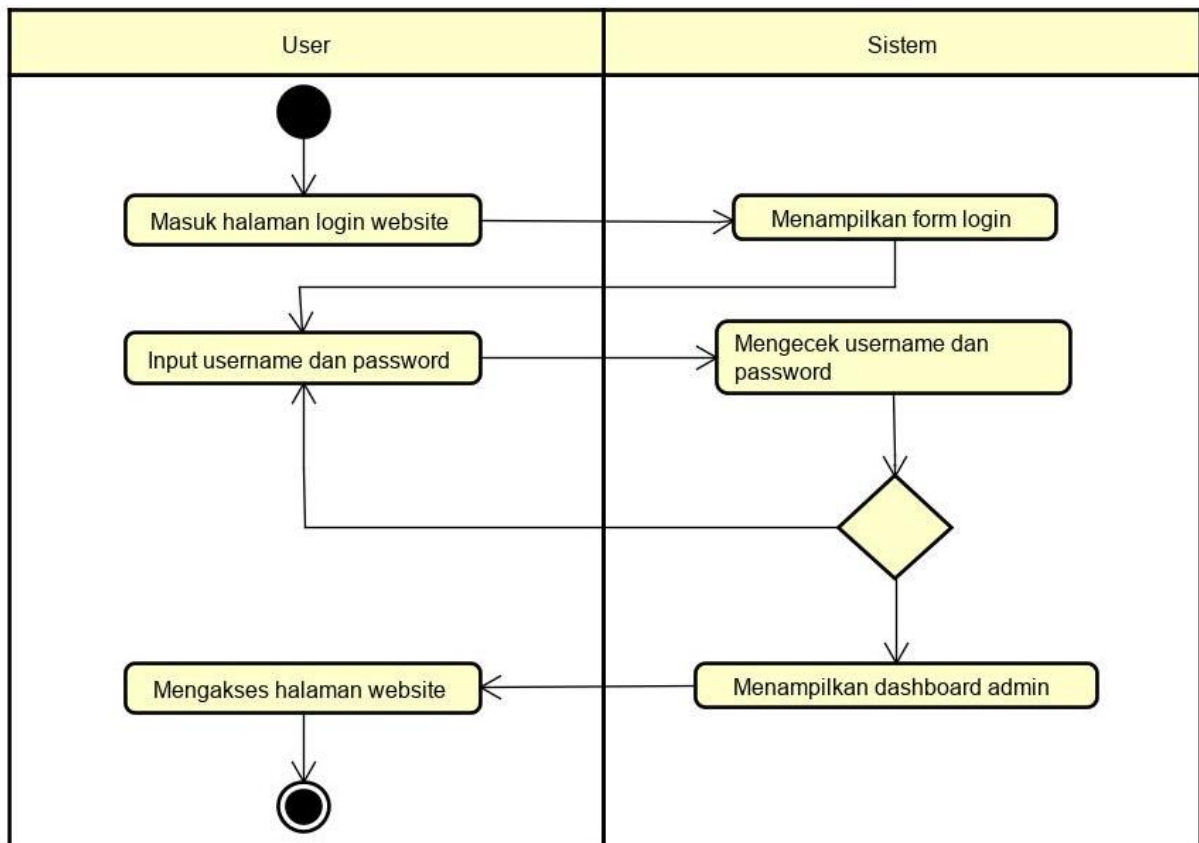 User
Sistem
Masuk halaman login website
Menampilkan form login
Input username dan password
Mengecek username dan
password
Mengakses halaman website
Menampilkan dashboard admin